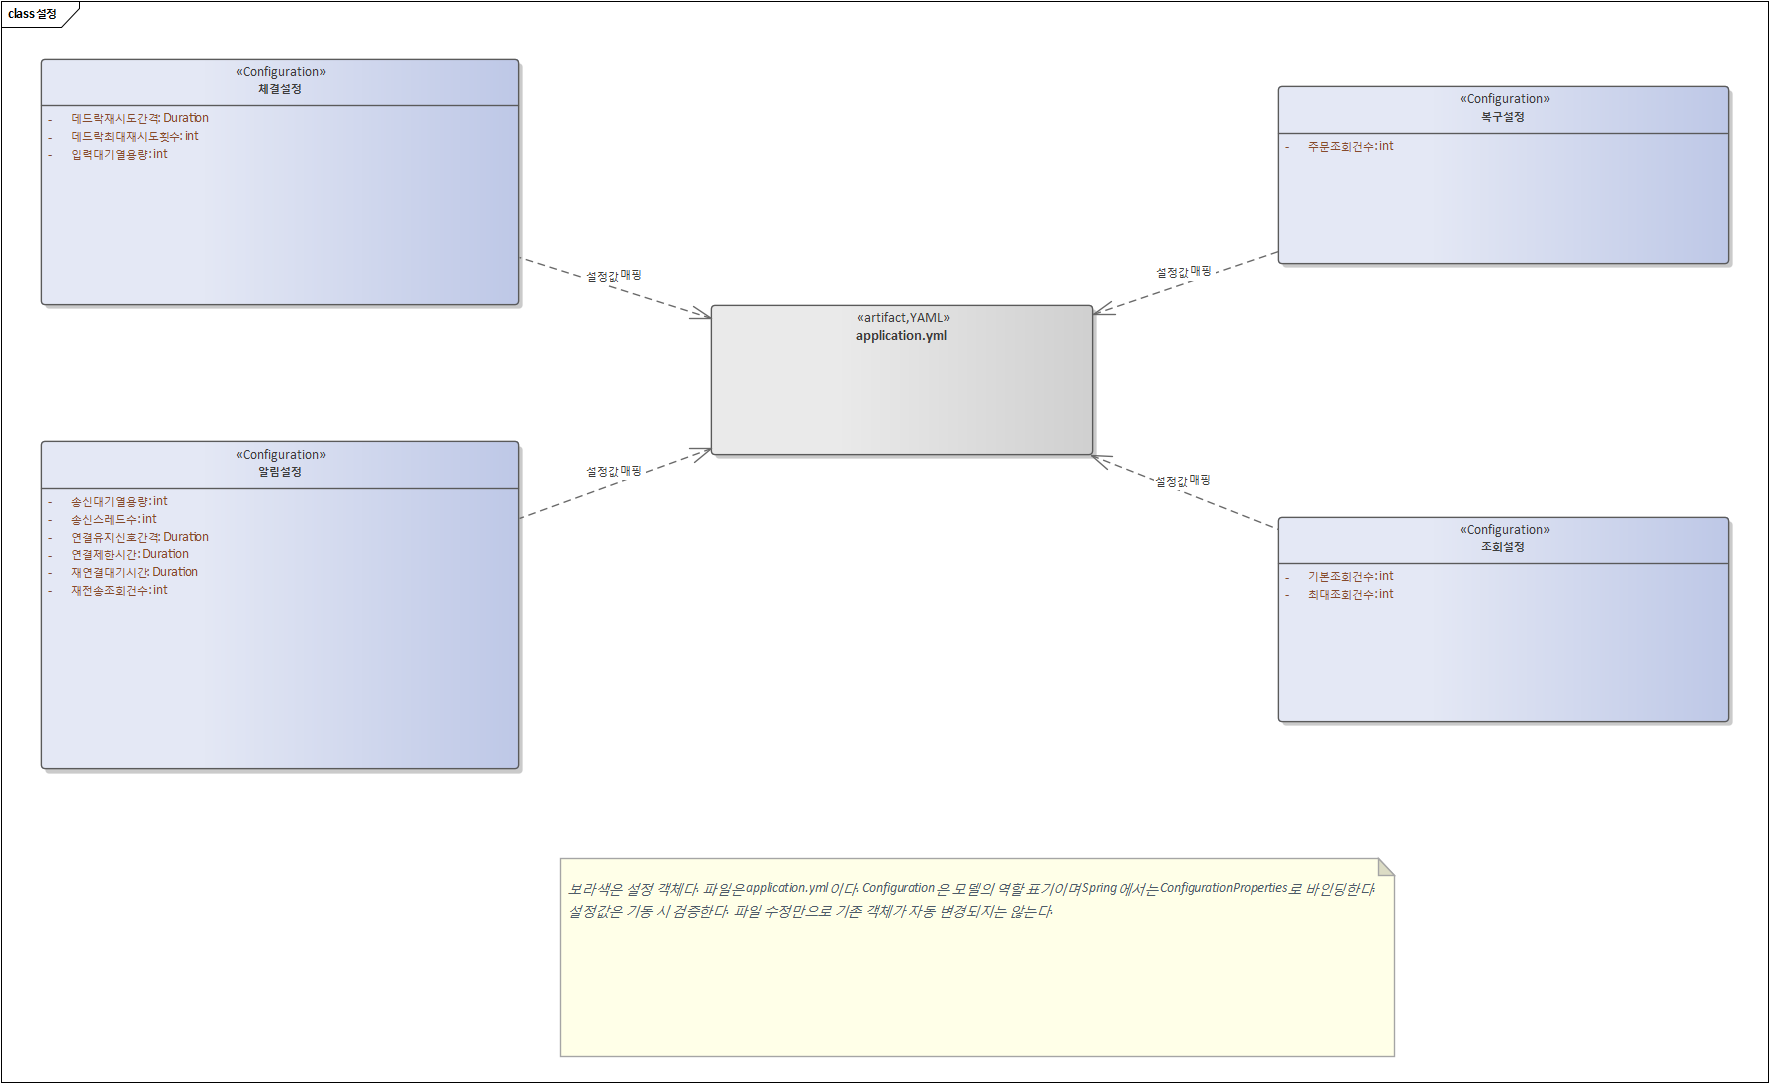 class 설정
«Configuration»
체결설정
- 데드락재시도간격: Duration
- 데드락최대재시도횟수: int
- 입력대기열용량: int
«Configuration»
복구설정
- 주문조회건수: int
설정값 매핑
설정값 매핑
«artifact,YAML»
application.yml
«Configuration»
알림설정
- 송신대기열용량: int
- 송신스레드수: int
- 연결유지신호간격: Duration
- 연결제한시간: Duration
- 재연결대기시간: Duration
- 재전송조회건수: int
설정값 매핑
설정값 매핑
«Configuration»
조회설정
- 기본조회건수: int
- 최대조회건수: int
보라색은 설정 객체다. 파일은 application.yml 이다. Configuration 은 모델의 역할 표기이며 Spring 에서는 ConfigurationProperties 로 바인딩한다.
설정값은 기동 시 검증한다. 파일 수정만으로 기존 객체가 자동 변경되지는 않는다.